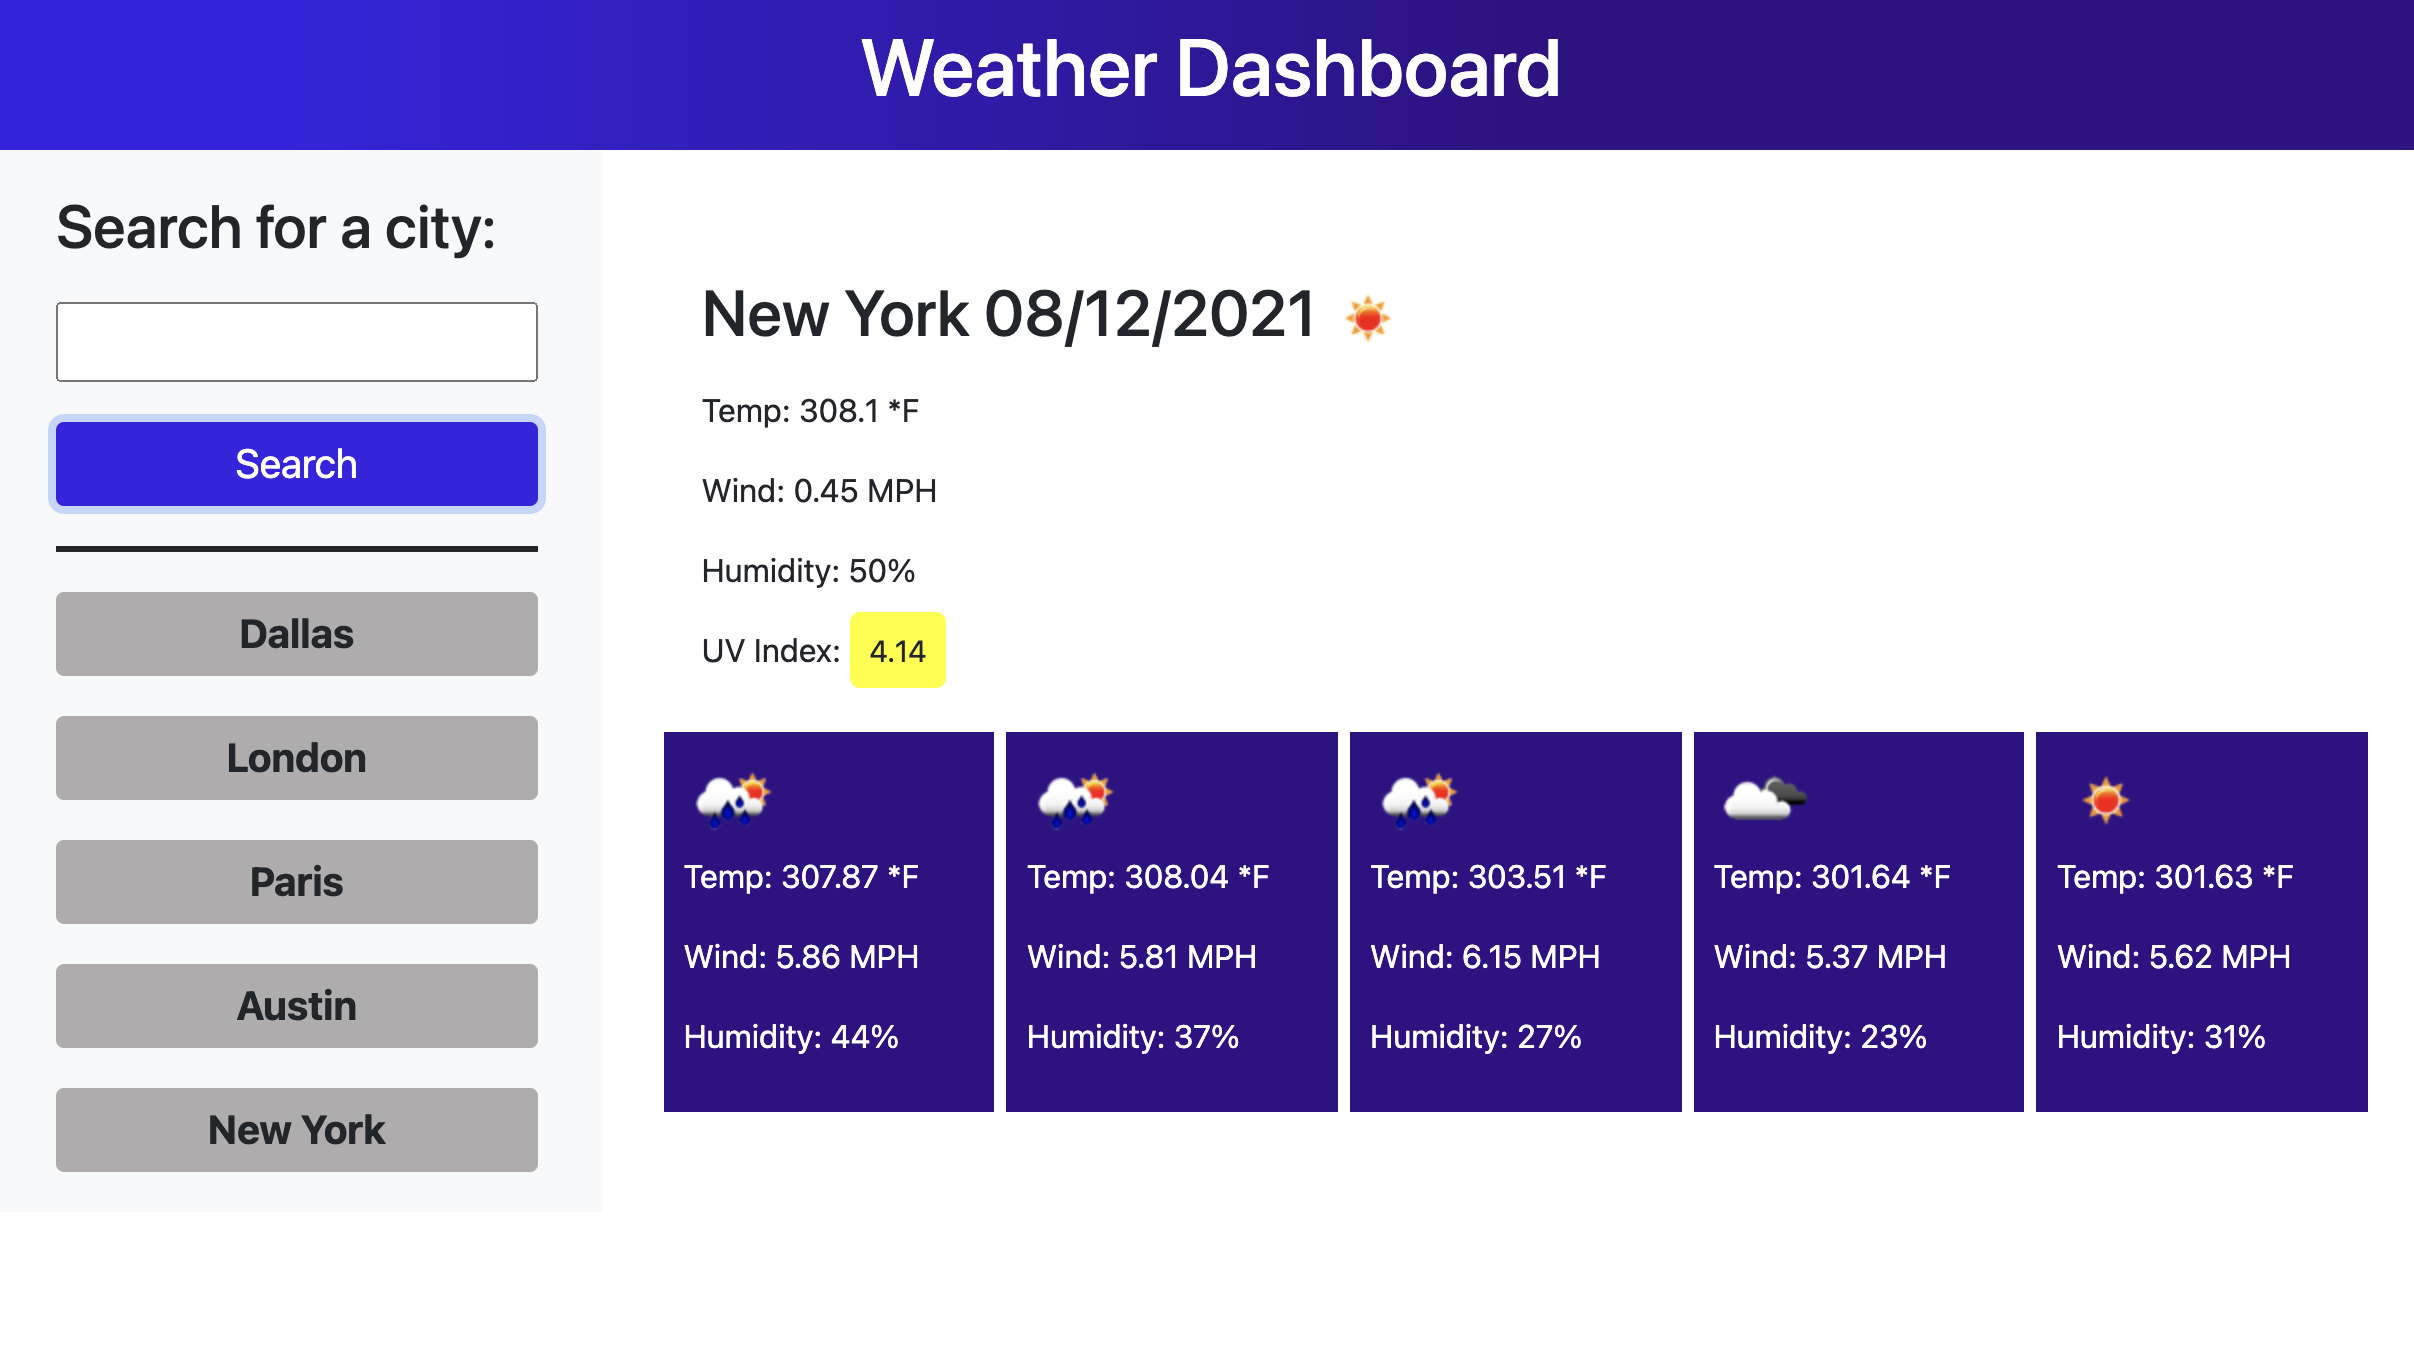 Weather Dashboard
Search for a city:
Search
Dallas
London
Paris
Austin
New York
New York 08/12/2021
Temp: 308.1 *F
Wind: 0.45 MPH
Humidity: 50%
UV Index: 4.14
Temp: 307.87 *F
Wind: 5.86 MPH
Humidity: 44%
Temp: 308.04 *F
Wind: 5.81 MPH
Humidity: 37%
Temp: 303.51 *F
Wind: 6.15 MPH
Humidity: 27%
Temp: 301.64 *F
Wind: 5.37 MPH
Humidity: 23%
Temp: 301.63 *F
Wind: 5.62 MPH
Humidity: 31%